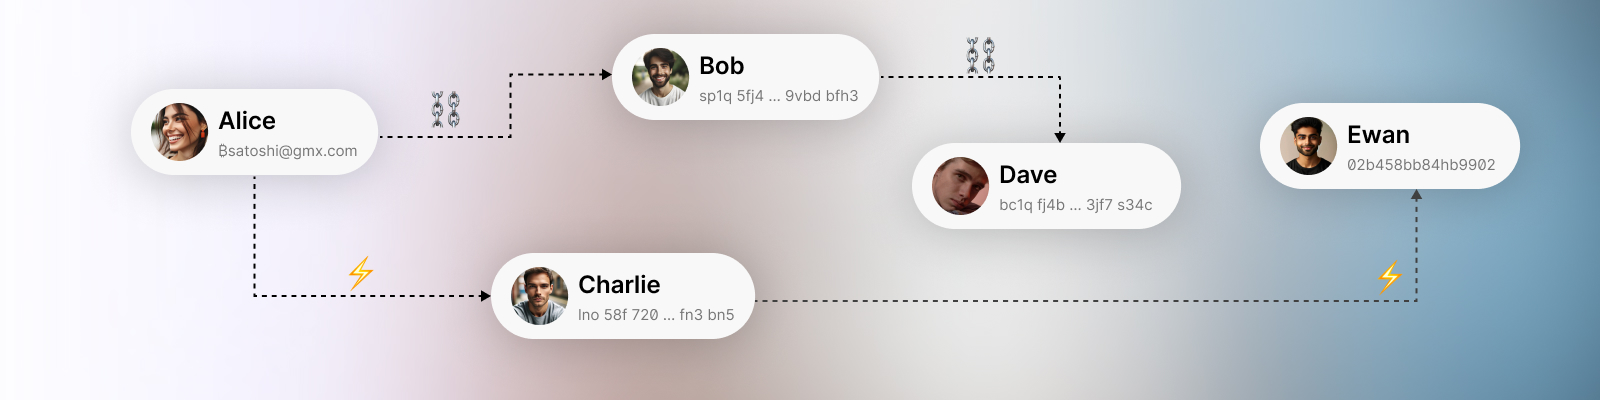 Alice
₿satoshi@gmx.com
Bob
sp1q 5fj4 ... 9vbd bfh3
Dave
bc1q fj4b ... 3jf7 s34c
Ewan
02b458bb84hb9902
Charlie
lno 58f 720 ... fn3 bn5